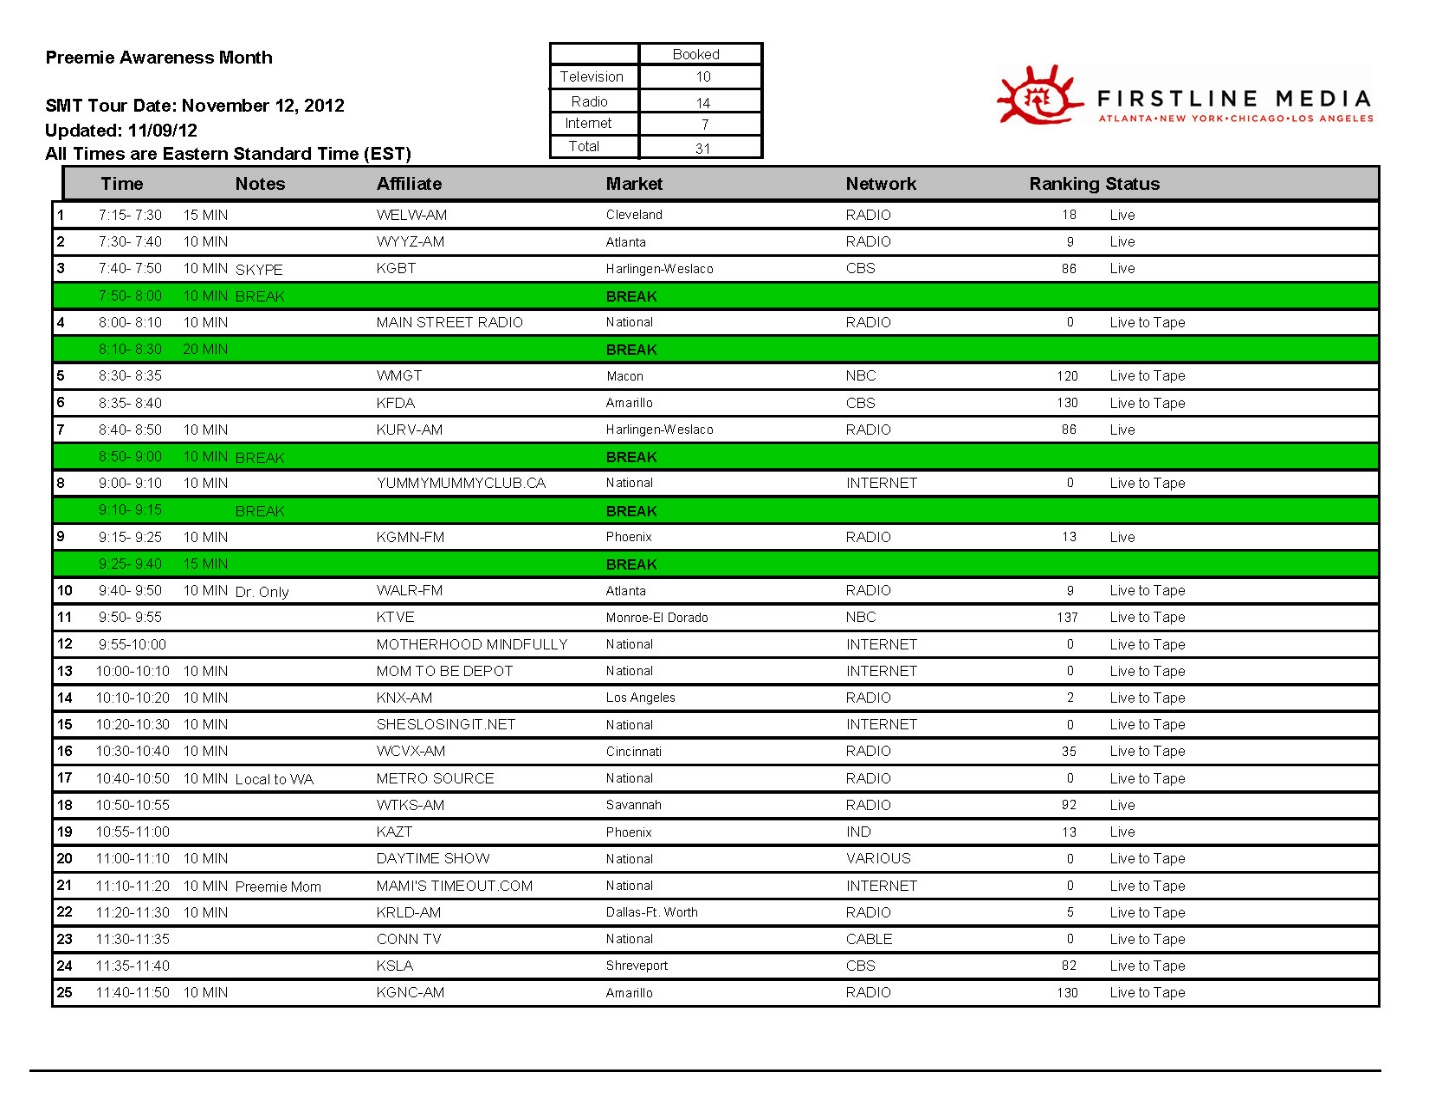 Preemie Awareness Month
SMT Tour Date: November 12, 2012
Updated: 11/09/12
All Times are Eastern Standard Time (EST)
Booked
Television 10
Radio 14
Internet 7
Total 31
FIRSTLINE MEDIA
ATLANTA•NEW YORK•CHICAGO•LOS ANGELES
Time Notes Affiliate Market Network Ranking Status
1 7:15- 7:30 15 MIN WELW-AM Cleveland RADIO 18 Live
2 7:30- 7:40 10 MIN WYYZ-AM Atlanta RADIO 9 Live
3 7:40- 7:50 10 MIN SKYPE KGBT Harlingen-Weslaco CBS 86 Live
7:50- 8:00 10 MIN BREAK BREAK
4 8:00- 8:10 10 MIN MAIN STREET RADIO National RADIO 0 Live to Tape
8:10- 8:30 20 MIN BREAK
5 8:30- 8:35 WMGT Macon NBC 120 Live to Tape
6 8:35- 8:40 KFDA Amarillo CBS 130 Live to Tape
7 8:40- 8:50 10 MIN KURV-AM Harlingen-Weslaco RADIO 86 Live
8:50- 9:00 10 MIN BREAK BREAK
8 9:00- 9:10 10 MIN YUMMYMUMMYCLUB.CA National INTERNET 0 Live to Tape
9:10- 9:15 BREAK BREAK
9 9:15- 9:25 10 MIN KGMN-FM Phoenix RADIO 13 Live
9:25- 9:40 15 MIN BREAK
10 9:40- 9:50 10 MIN Dr. Only WALR-FM Atlanta RADIO 9 Live to Tape
11 9:50- 9:55 KTVE Monroe-El Dorado NBC 137 Live to Tape
12 9:55-10:00 MOTHERHOOD MINDFULLY National INTERNET 0 Live to Tape
13 10:00-10:10 10 MIN MOM TO BE DEPOT National INTERNET 0 Live to Tape
14 10:10-10:20 10 MIN KNX-AM Los Angeles RADIO 2 Live to Tape
15 10:20-10:30 10 MIN SHESLOSINGIT.NET National INTERNET 0 Live to Tape
16 10:30-10:40 10 MIN WCVX-AM Cincinnati RADIO 35 Live to Tape
17 10:40-10:50 10 MIN Local to WA METRO SOURCE National RADIO 0 Live to Tape
18 10:50-10:55 WTKS-AM Savannah RADIO 92 Live
19 10:55-11:00 KAZT Phoenix IND 13 Live
20 11:00-11:10 10 MIN DAYTIME SHOW National VARIOUS 0 Live to Tape
21 11:10-11:20 10 MIN Preemie Mom MAMI'S TIMEOUT.COM National INTERNET 0 Live to Tape
22 11:20-11:30 10 MIN KRLD-AM Dallas-Ft. Worth RADIO 5 Live to Tape
23 11:30-11:35 CONN TV National CABLE 0 Live to Tape
24 11:35-11:40 KSLA Shreveport CBS 82 Live to Tape
25 11:40-11:50 10 MIN KGNC-AM Amarillo RADIO 130 Live to Tape